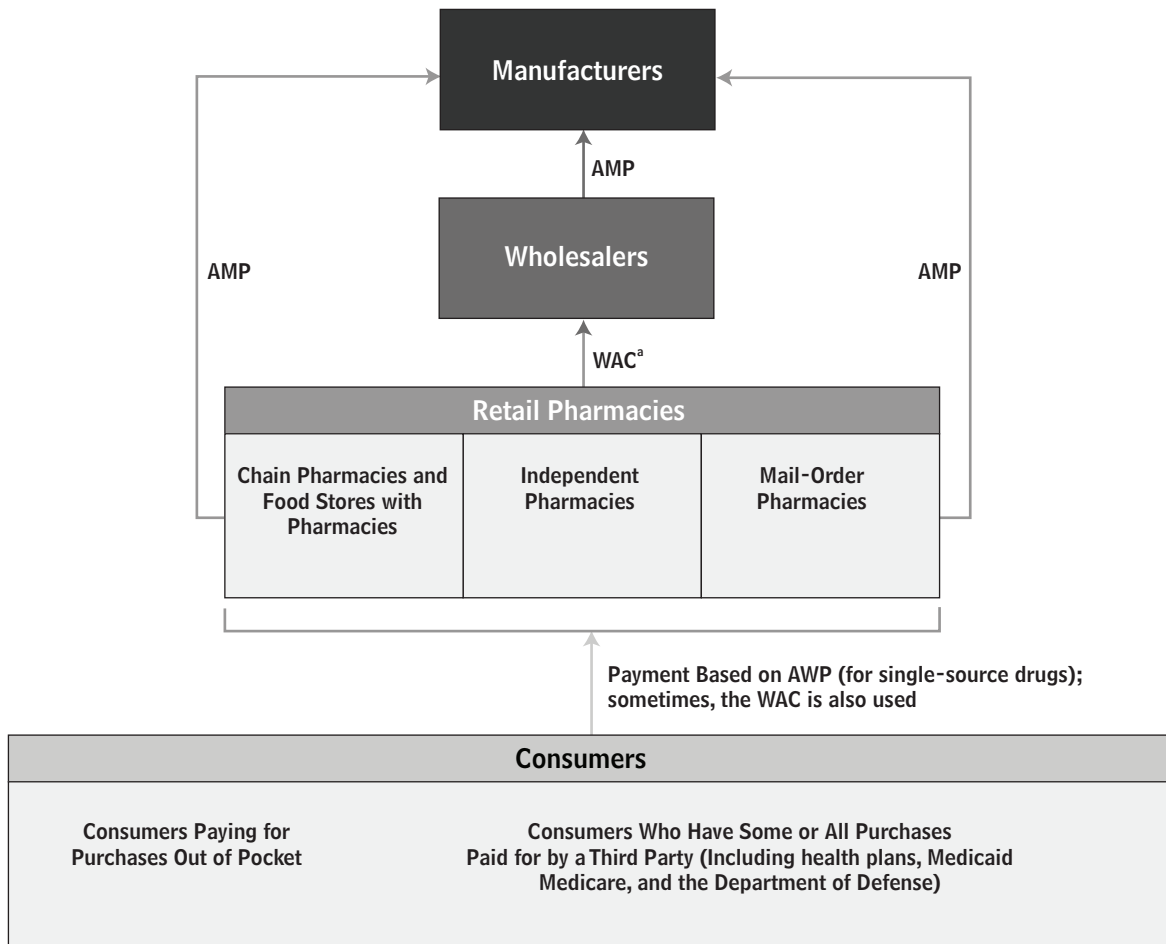 Manufacturers
AMP
Wholesalers
AMP
AMP
WACᵃ
Retail Pharmacies
Chain Pharmacies and
Food Stores with
Pharmacies
Independent
Pharmacies
Mail-Order
Pharmacies
Payment Based on AWP (for single-source drugs);
sometimes, the WAC is also used
Consumers
Consumers Paying for
Purchases Out of Pocket
Consumers Who Have Some or All Purchases
Paid for by a Third Party (Including health plans, Medicaid
Medicare, and the Department of Defense)